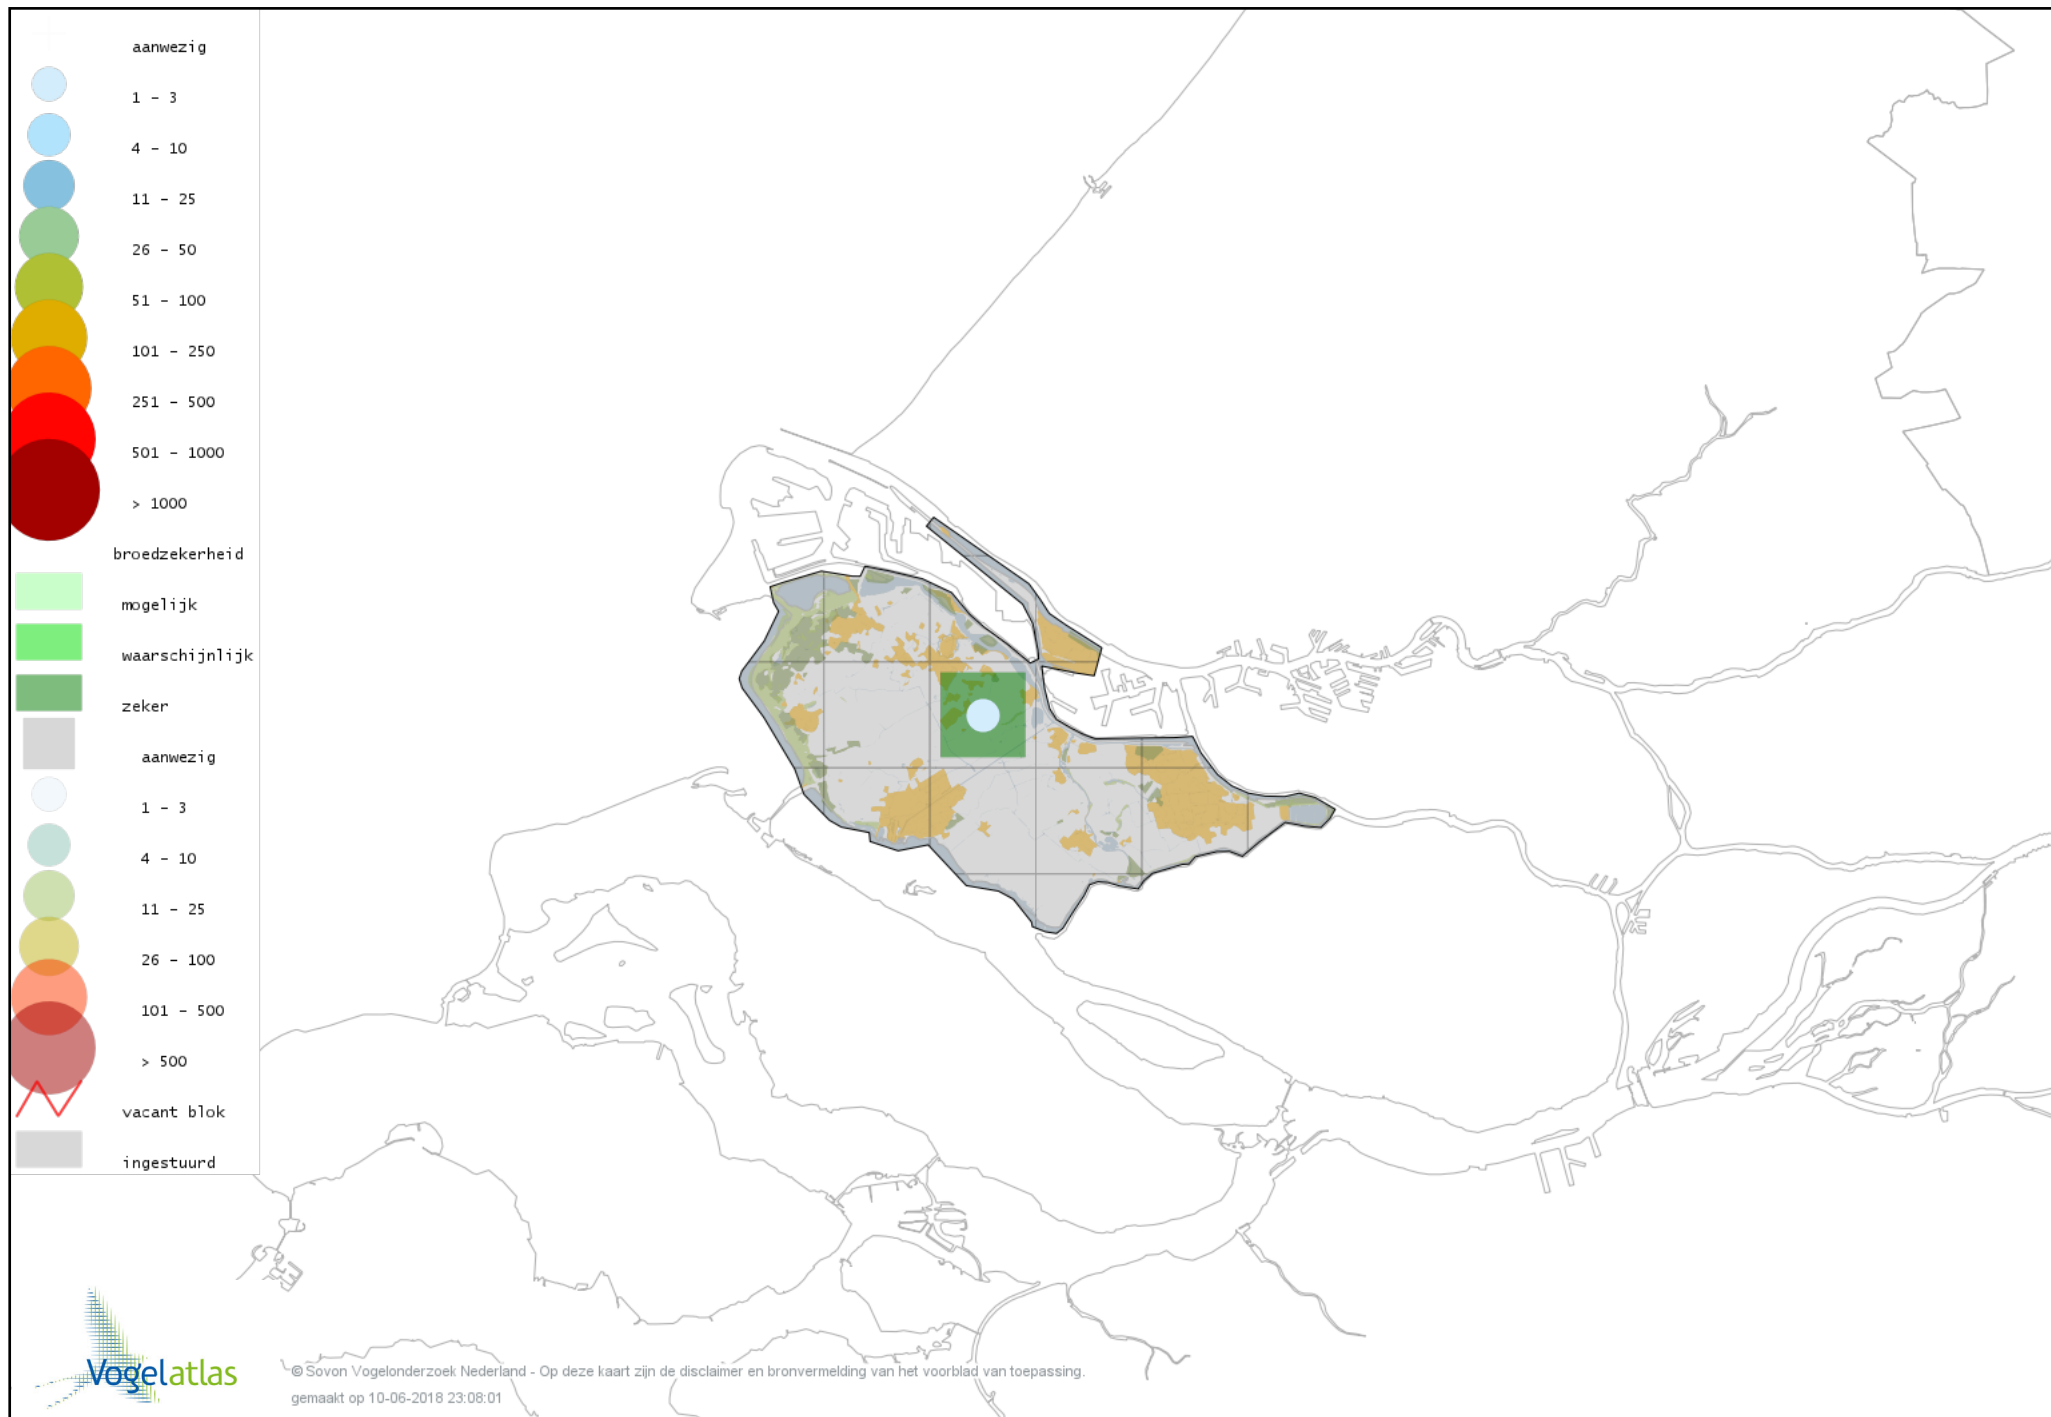 aanwezig
1 - 3
4 - 10
11 - 25
26 - 50
51 - 100
101 - 250
251 - 500
501 - 1000
> 1000
broedzekerheid
mogelijk
waarschijnlijk
zeker
aanwezig
1 - 3
4 - 10
11 - 25
26 - 100
101 - 500
> 500
vacant blok
ingestuurd
Vogelatlas
© Sovon Vogelonderzoek Nederland - Op deze kaart zijn de disclaimer en bronvermelding van het voorblad van toepassing.
gemaakt op 10-06-2018 23:08:01